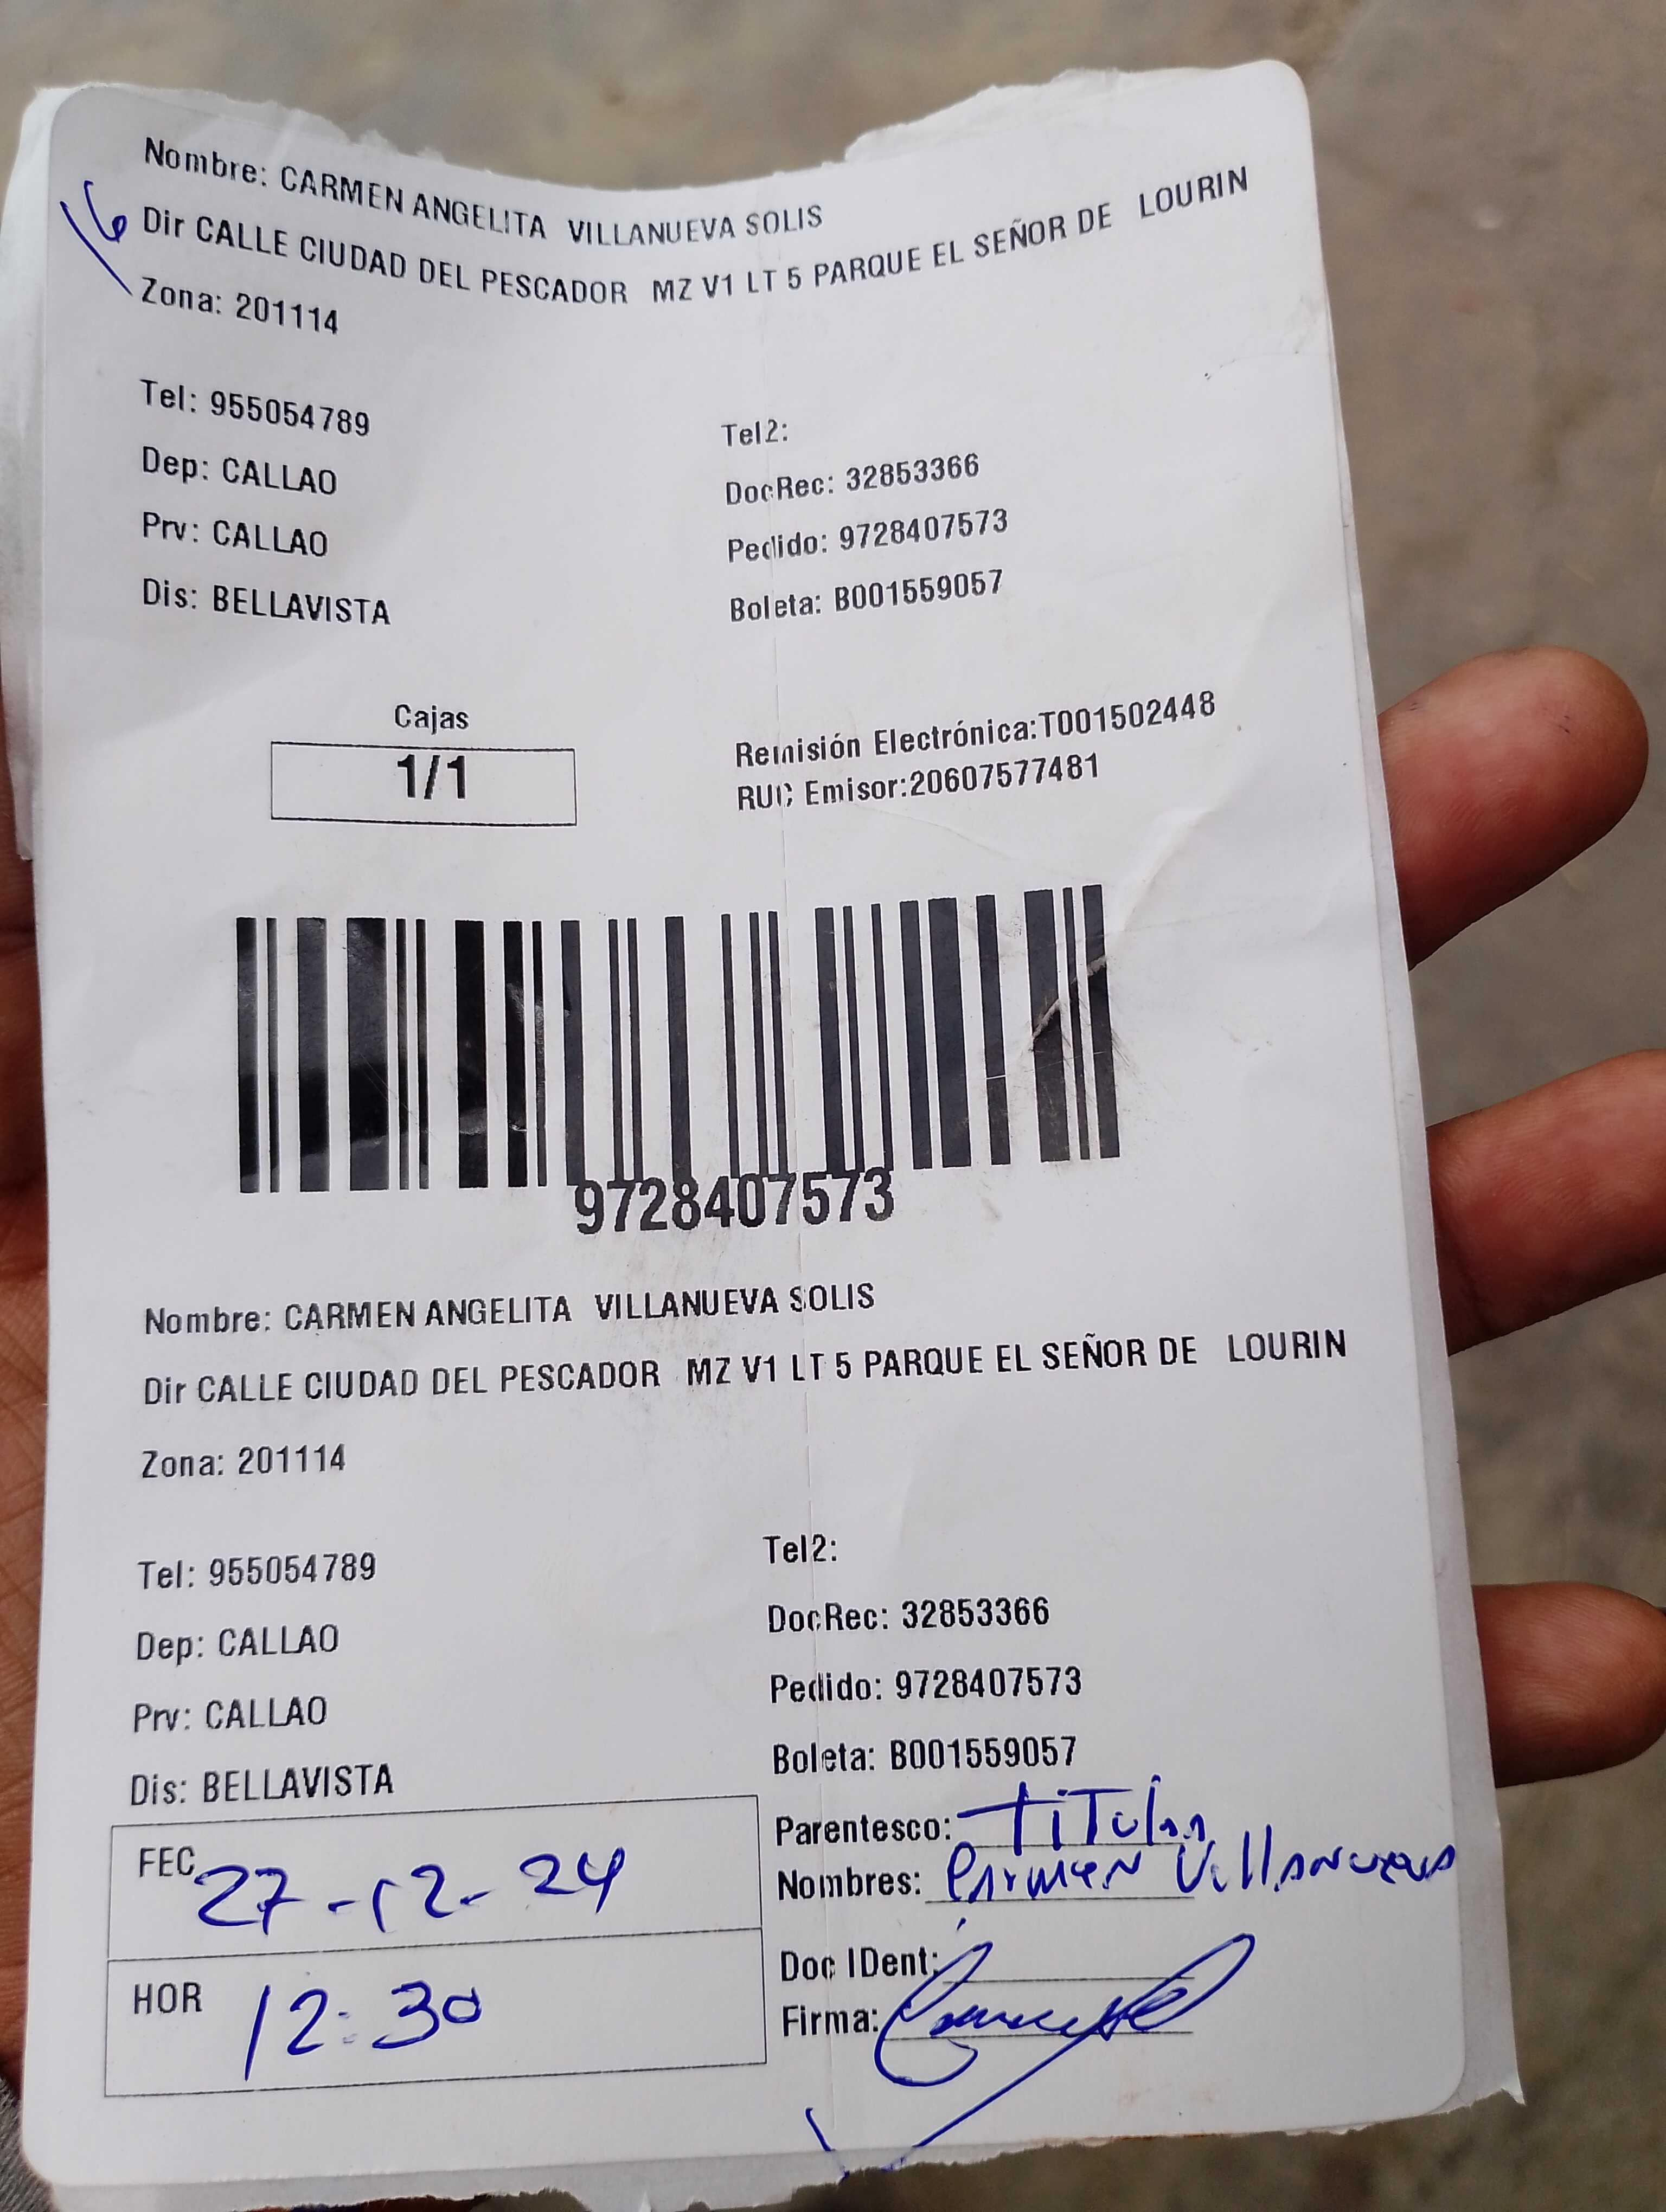 Nombre: CARMEN ANGELITA VILLANUEVA SOLIS
16 Dir CALLE CIUDAD DEL PESCADOR MZ V1 LT 5 PARQUE EL SEÑOR DE LOURIN
Zona: 201114
Tel: 955054789
Tel2:
Dep: CALLAO
DocRec: 32853366
Prv: CALLAO
Pedido: 9728407573
Dis: BELLAVISTA
Boleta: B001559057
Cajas
1/1
Remisión Electrónica:T001502448
RUC Emisor:20607577481
9728407573
Nombre: CARMEN ANGELITA VILLANUEVA SOLIS
Dir CALLE CIUDAD DEL PESCADOR MZ V1 LT 5 PARQUE EL SEÑOR DE LOURIN
Zona: 201114
Tel: 955054789
Tel2:
Dep: CALLAO
DocRec: 32853366
Prv: CALLAO
Pedido: 9728407573
Dis: BELLAVISTA
Boleta: B001559057
FEC 27-12-24
HOR 12:30
Parentesco: TiTular
Nombres: Carmen Villanueva
Doc IDent:
Firma: